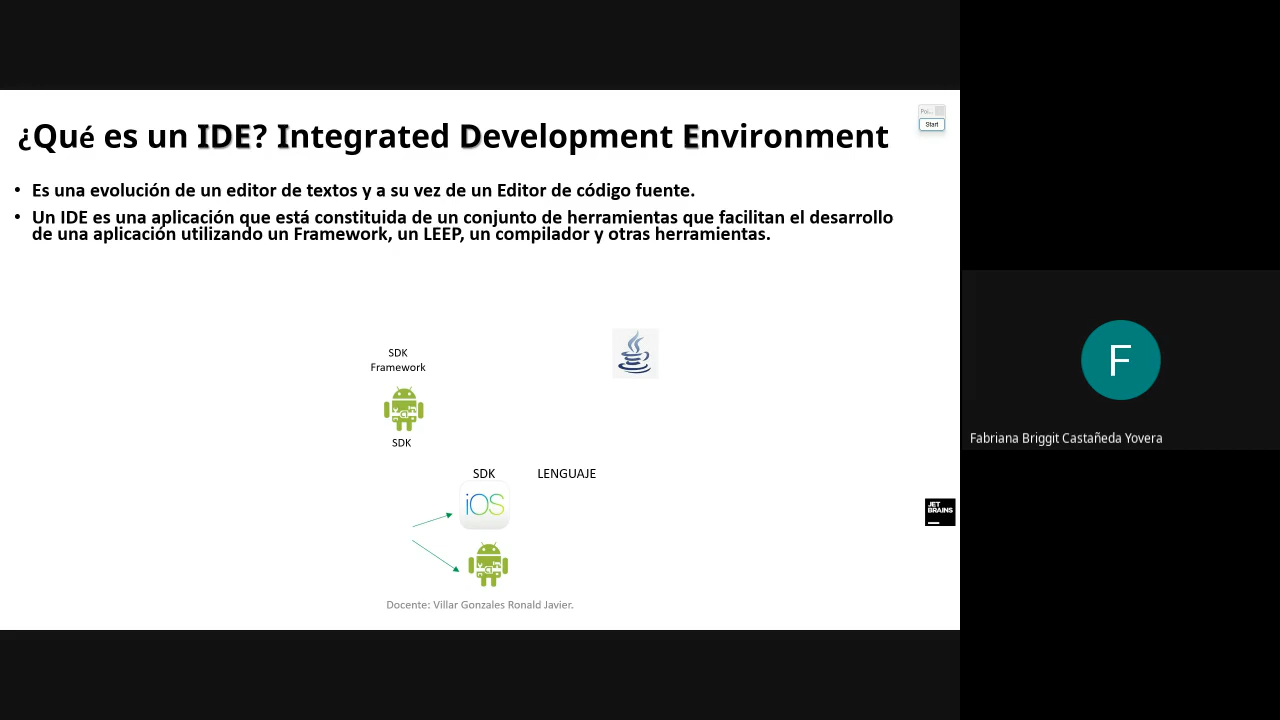 ¿Qué es un IDE? Integrated Development Environment
Start
• Es una evolución de un editor de textos y a su vez de un Editor de código fuente.
• Un IDE es una aplicación que está constituida de un conjunto de herramientas que facilitan el desarrollo
de una aplicación utilizando un Framework, un LEEP, un compilador y otras herramientas.
SDK
Framework
SDK
SDK
LENGUAJE
iOS
JET
BRAINS
Docente: Villar Gonzales Ronald Javier.
F
Fabriana Briggit Castañeda Yovera